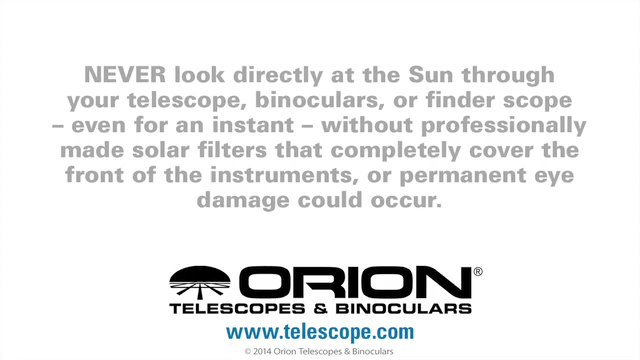 NEVER look directly at the Sun through
your telescope, binoculars, or finder scope
– even for an instant – without professionally
made solar filters that completely cover the
front of the instruments, or permanent eye
damage could occur.
ORION®
TELESCOPES & BINOCULARS
www.telescope.com
© 2014 Orion Telescopes & Binoculars